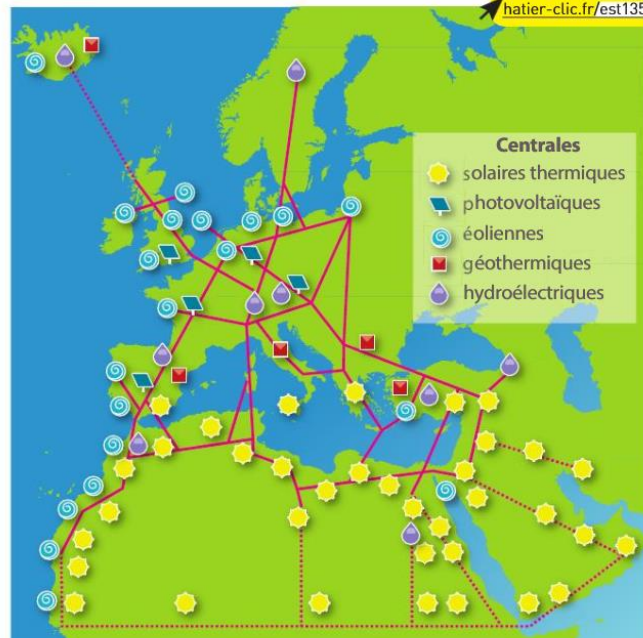 hatier-clic.fr/est135
Centrales
solaires thermiques
photovoltaïques
éoliennes
géothermiques
hydroélectriques